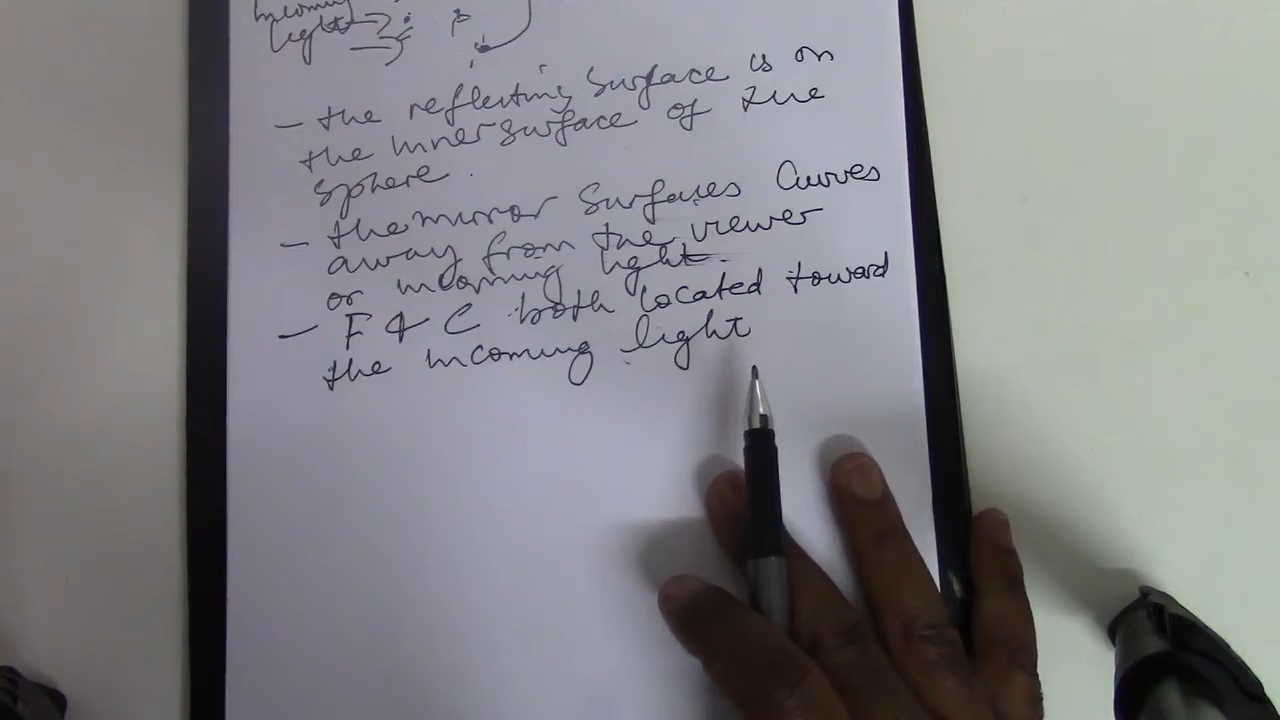 Incoming
light
- the reflecting surface is on
the inner surface of the
sphere.
- the mirror surfaces Curves
away from the viewer
or incoming light.
- F & C both located toward
the incoming light